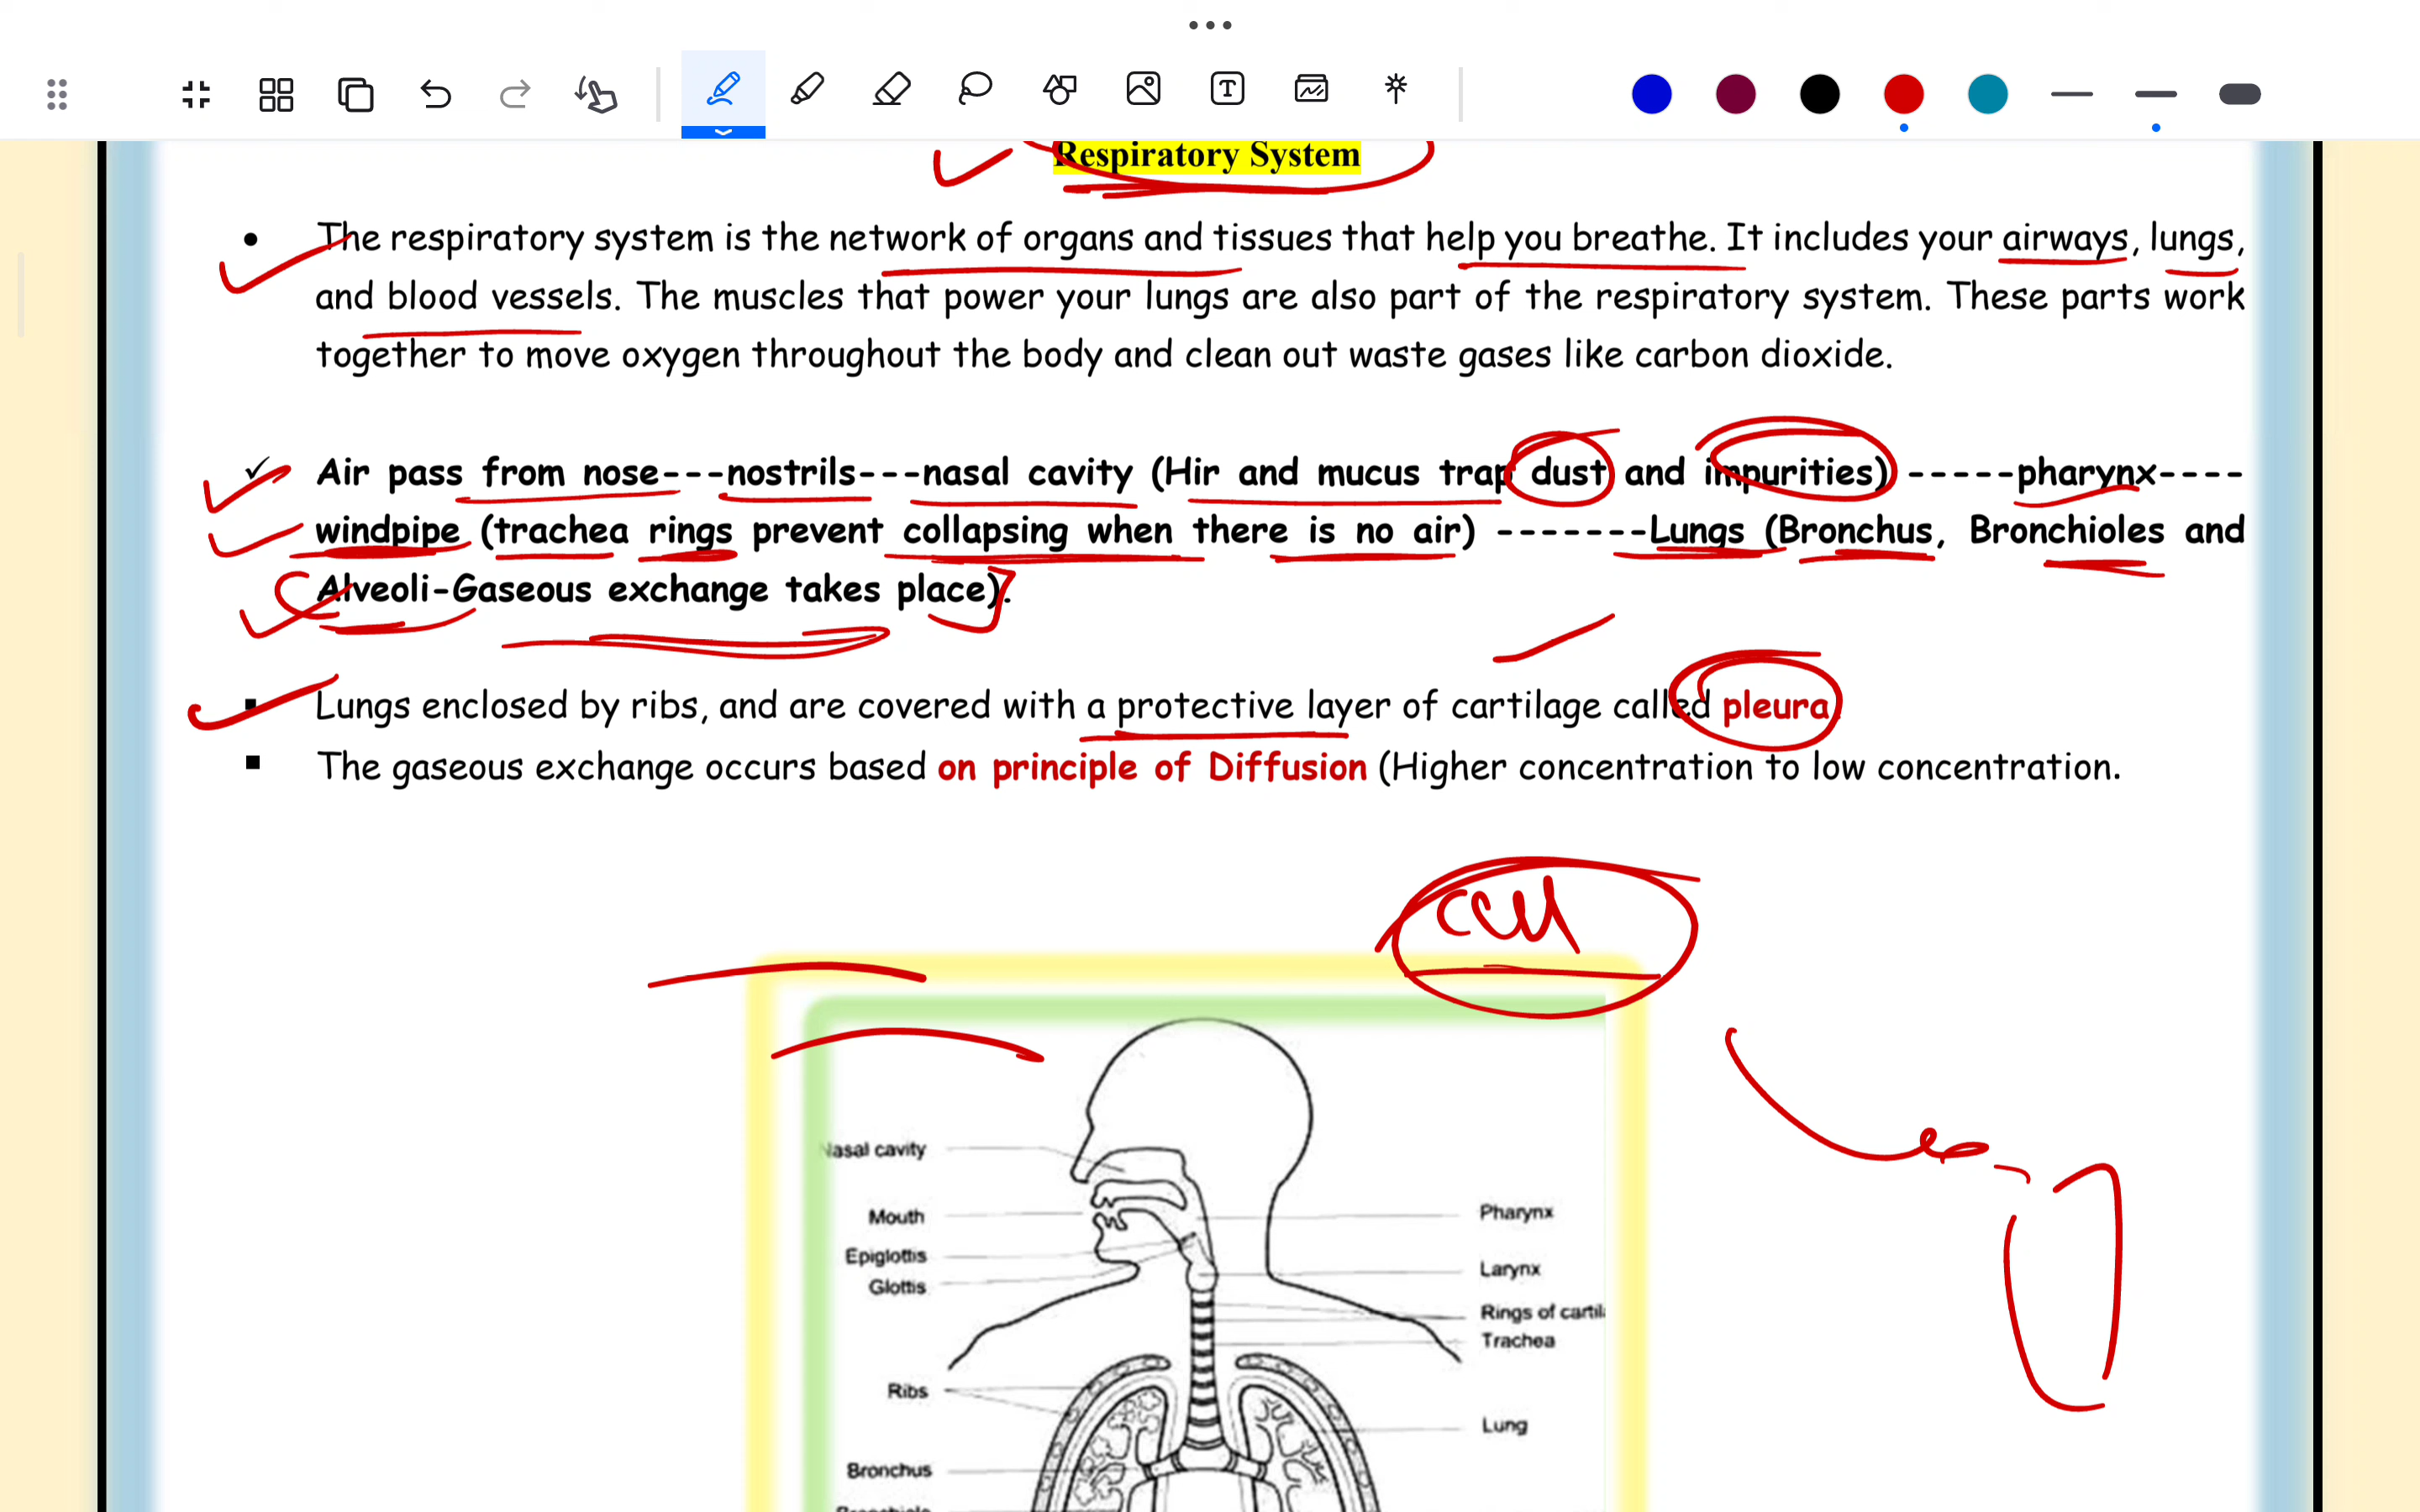 Respiratory System
• The respiratory system is the network of organs and tissues that help you breathe. It includes your airways, lungs,
and blood vessels. The muscles that power your lungs are also part of the respiratory system. These parts work
together to move oxygen throughout the body and clean out waste gases like carbon dioxide.
✓ Air pass from nose---nostrils---nasal cavity (Hir and mucus trap dust and impurities) -----pharynx----
windpipe (trachea rings prevent collapsing when there is no air) -------Lungs (Bronchus, Bronchioles and
Alveoli-Gaseous exchange takes place).
▪ Lungs enclosed by ribs, and are covered with a protective layer of cartilage called pleura
▪ The gaseous exchange occurs based on principle of Diffusion (Higher concentration to low concentration.
Nasal cavity
Mouth
Pharynx
Epiglottis
Larynx
Glottis
Rings of cartil
Trachea
Ribs
Lung
Bronchus